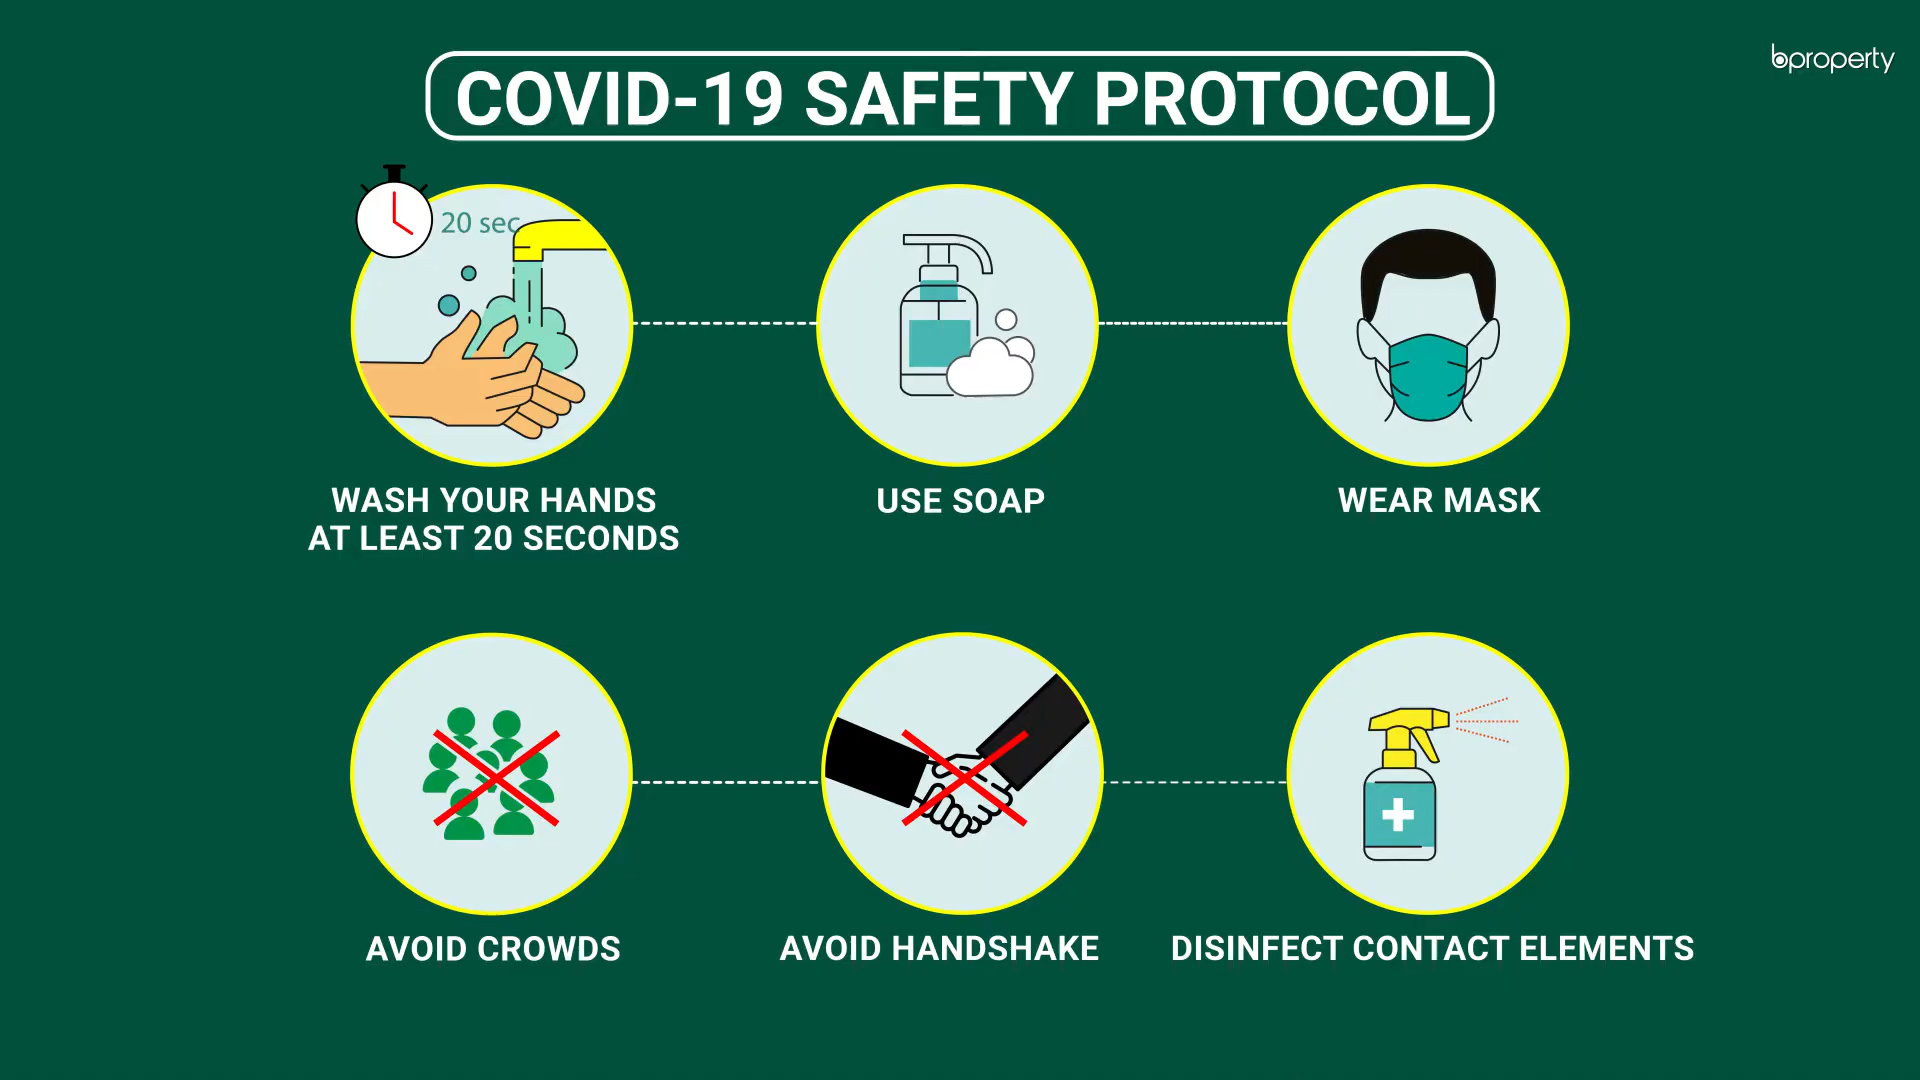 COVID-19 SAFETY PROTOCOL
bproperty
20 sec
WASH YOUR HANDS
AT LEAST 20 SECONDS
USE SOAP
WEAR MASK
AVOID CROWDS
AVOID HANDSHAKE
DISINFECT CONTACT ELEMENTS